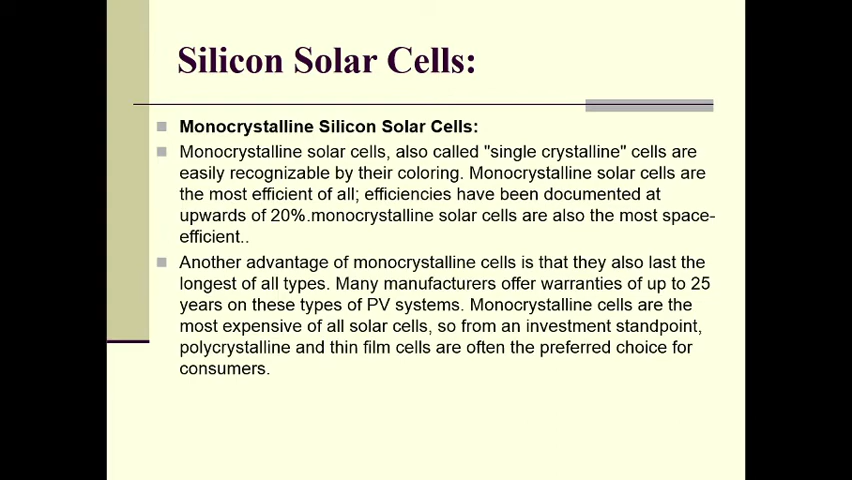 Silicon Solar Cells:
Monocrystalline Silicon Solar Cells:
Monocrystalline solar cells, also called "single crystalline" cells are
easily recognizable by their coloring. Monocrystalline solar cells are
the most efficient of all; efficiencies have been documented at
upwards of 20%.monocrystalline solar cells are also the most space-
efficient..
Another advantage of monocrystalline cells is that they also last the
longest of all types. Many manufacturers offer warranties of up to 25
years on these types of PV systems. Monocrystalline cells are the
most expensive of all solar cells, so from an investment standpoint,
polycrystalline and thin film cells are often the preferred choice for
consumers.